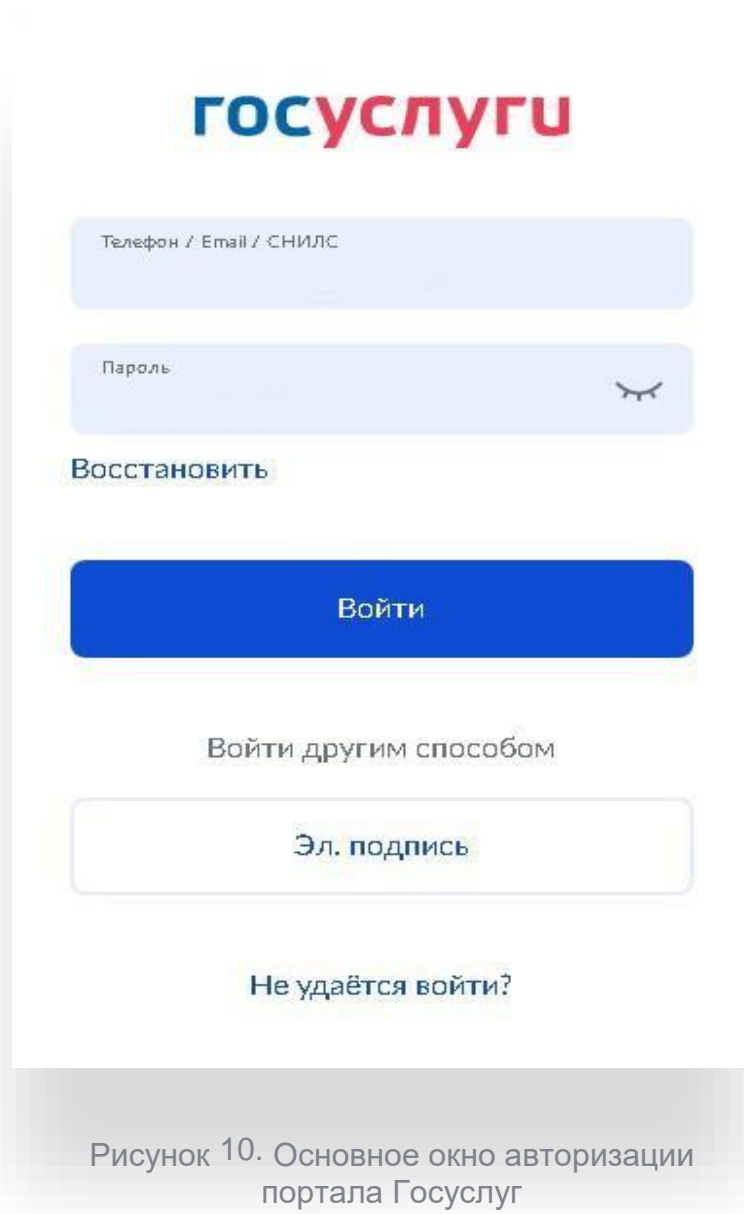 госуслуги
Телефон / Email / СНИЛС
Пароль
Восстановить
Войти
Войти другим способом
Эл. подпись
Не удаётся войти?
Рисунок 10. Основное окно авторизации
портала Госуслуг